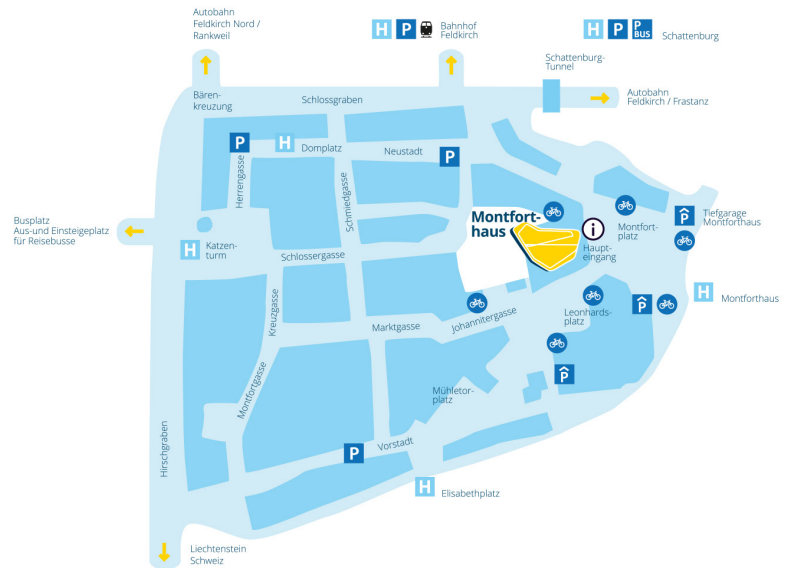 Autobahn
Feldkirch Nord /
Rankweil
H P Bahnhof
Feldkirch
H P P
BUS Schattenburg
Schattenburg-
Tunnel
Bären-
kreuzung
Schlossgraben
Autobahn
Feldkirch / Frastanz
P H Domplatz
Neustadt
P
Herrengasse
Schmiedgasse
Montfort-
haus
i
Haupt-
eingang
Montfort-
platz
P Tiefgarage
Montforthaus
Busplatz
Aus-und Einsteigeplatz
für Reisebusse
H Katzen-
turm
Schlossergasse
Kreuzgasse
Marktgasse
Johannitergasse
Leonhards-
platz
P
H Montforthaus
Montfortgasse
Mühletor-
platz
P
Hirschgraben
P Vorstadt
H Elisabethplatz
Liechtenstein
Schweiz